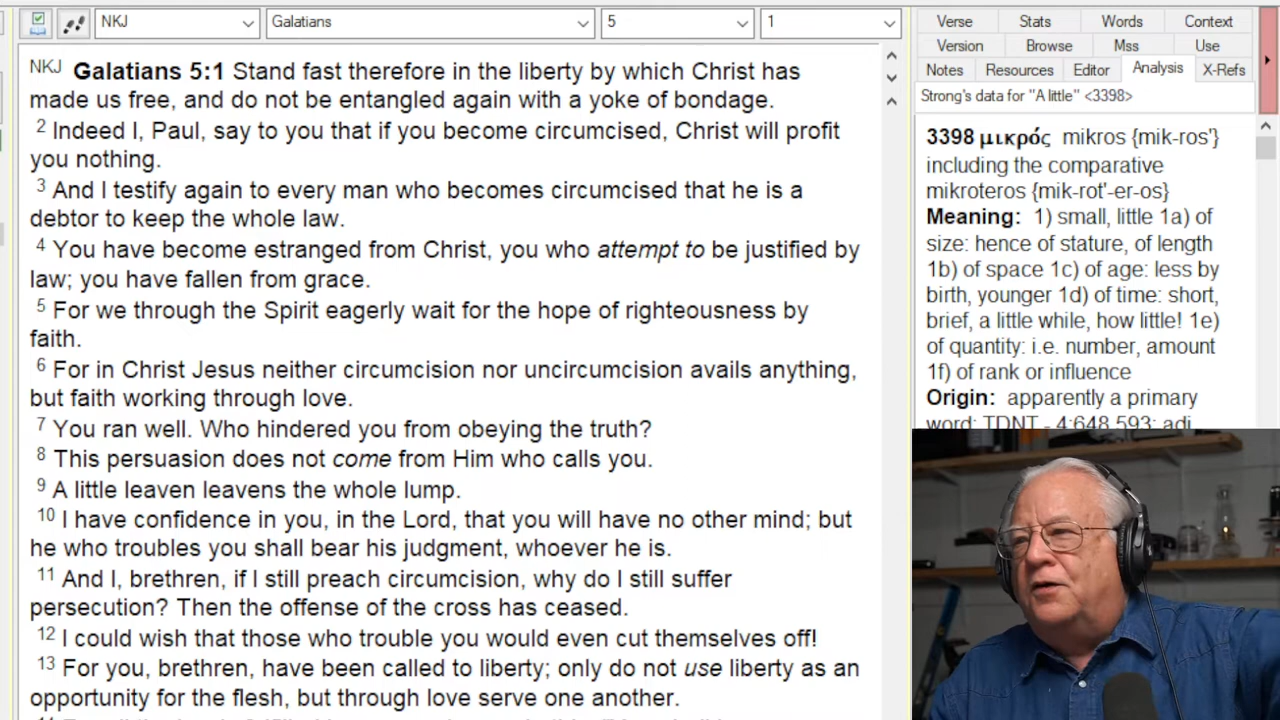 NKJ
Galatians
5
1
NKJ Galatians 5:1 Stand fast therefore in the liberty by which Christ has
made us free, and do not be entangled again with a yoke of bondage.
2 Indeed I, Paul, say to you that if you become circumcised, Christ will profit
you nothing.
3 And I testify again to every man who becomes circumcised that he is a
debtor to keep the whole law.
4 You have become estranged from Christ, you who attempt to be justified by
law; you have fallen from grace.
5 For we through the Spirit eagerly wait for the hope of righteousness by
faith.
6 For in Christ Jesus neither circumcision nor uncircumcision avails anything,
but faith working through love.
7 You ran well. Who hindered you from obeying the truth?
8 This persuasion does not come from Him who calls you.
9 A little leaven leavens the whole lump.
10 I have confidence in you, in the Lord, that you will have no other mind; but
he who troubles you shall bear his judgment, whoever he is.
11 And I, brethren, if I still preach circumcision, why do I still suffer
persecution? Then the offense of the cross has ceased.
12 I could wish that those who trouble you would even cut themselves off!
13 For you, brethren, have been called to liberty; only do not use liberty as an
opportunity for the flesh, but through love serve one another.
Verse Stats Words Context
Version Browse Mss Use
Notes Resources Editor Analysis X-Refs
Strong's data for "A little" <3398>
3398 μικρός mikros {mik-ros'}
including the comparative
mikroteros {mik-rot'-er-os}
Meaning: 1) small, little 1a) of
size: hence of stature, of length
1b) of space 1c) of age: less by
birth, younger 1d) of time: short,
brief, a little while, how little! 1e)
of quantity: i.e. number, amount
1f) of rank or influence
Origin: apparently a primary
word; TDNT - 4:648,593; adj